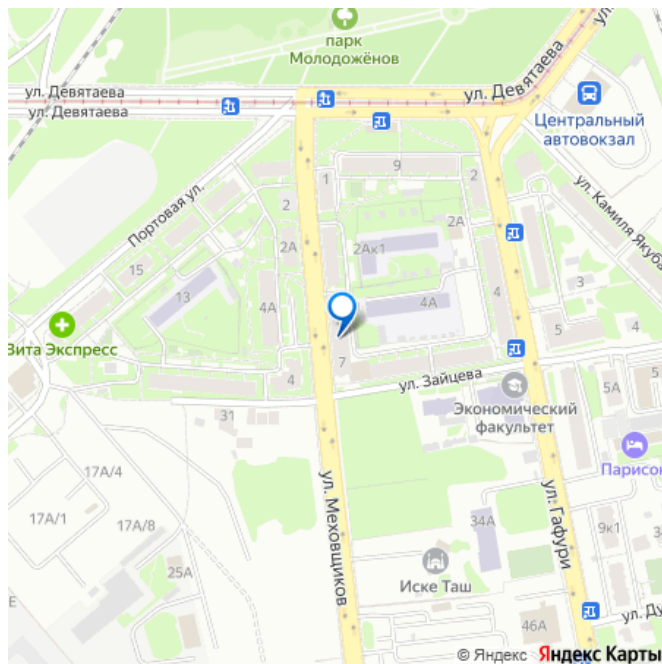 парк
Молодожёнов
ул. Девятаева
ул. Девятаева
ул. Девятаева
Центральный
автовокзал
9
1
2
2
Портовая ул.
2А
2А
2Ак1
ул. Камиля Якуба
15
13
4А
4А
4
3
5
Вита Экспресс
7
4
ул. Зайцева
5А
5
31
Экономический
факультет
17А/4
Парисон
17А/1
17А/8
ул. Меховщиков
ул. Гафури
34А
9к1
25А
Иске Таш
46А
ул. Ду
Е
© Яндекс Яндекс Карты